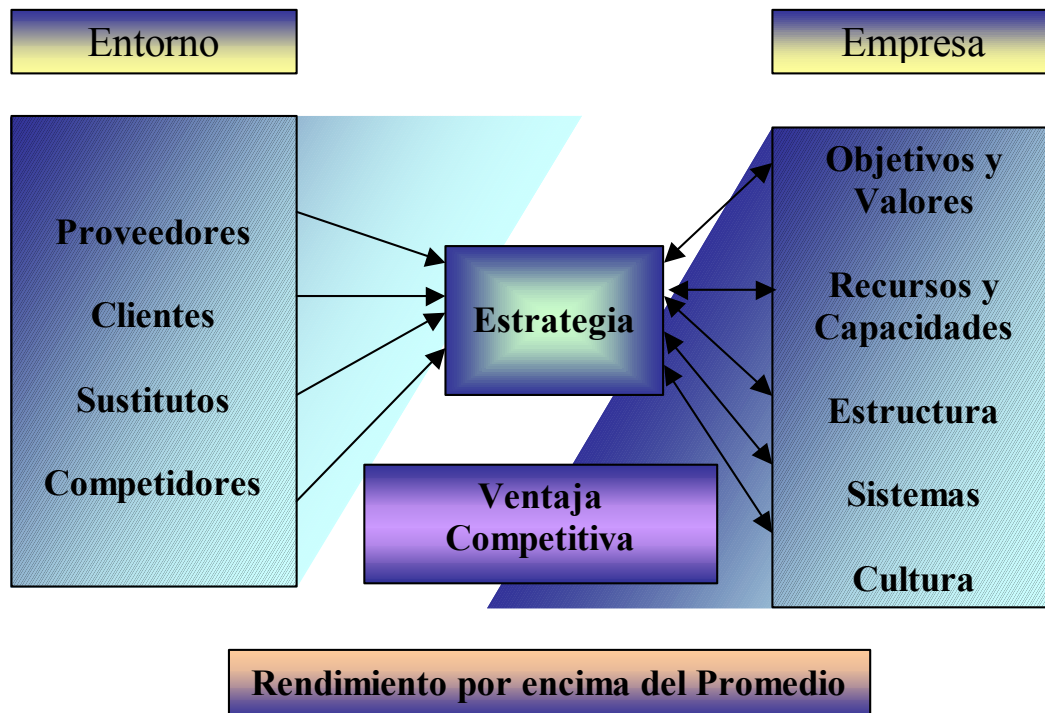 Entorno
Empresa
Proveedores
Clientes
Sustitutos
Competidores
Estrategia
Ventaja
Competitiva
Objetivos y
Valores
Recursos y
Capacidades
Estructura
Sistemas
Cultura
Rendimiento por encima del Promedio